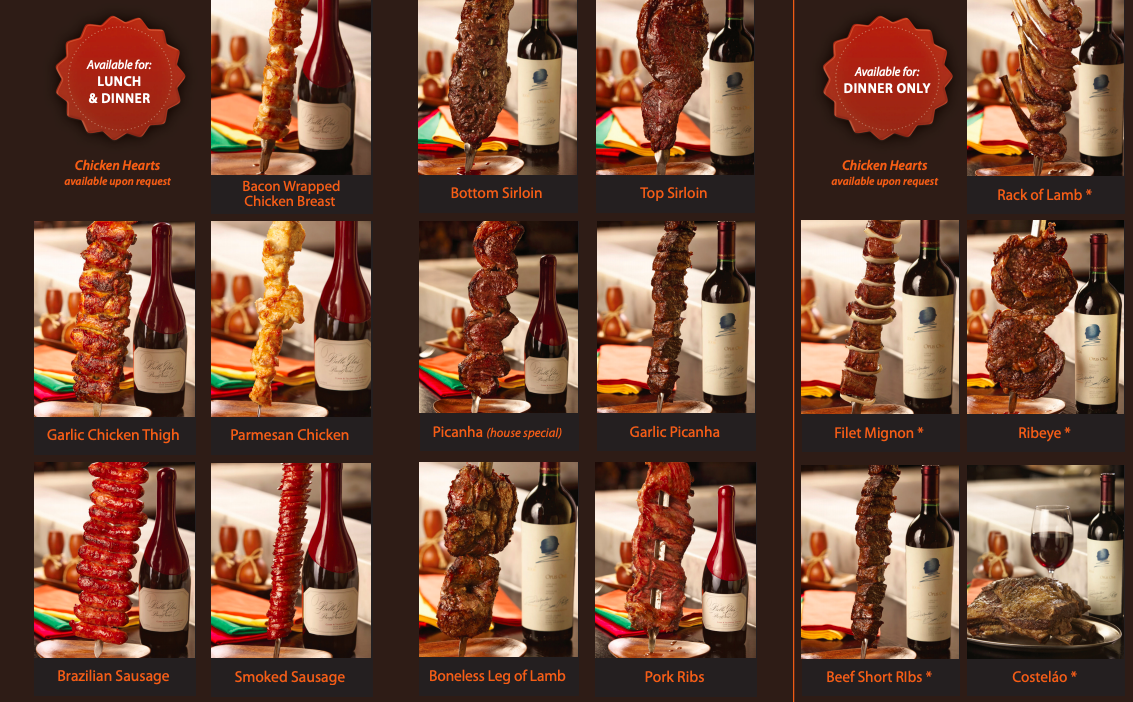 Available for:
LUNCH
& DINNER
Chicken Hearts
available upon request
Bacon Wrapped
Chicken Breast
Bottom Sirloin
Top Sirloin
Available for:
DINNER ONLY
Chicken Hearts
available upon request
Rack of Lamb *
Garlic Chicken Thigh
Parmesan Chicken
Picanha (house special)
Garlic Picanha
Filet Mignon *
Ribeye *
Brazilian Sausage
Smoked Sausage
Boneless Leg of Lamb
Pork Ribs
Beef Short RIbs *
Costeláo *